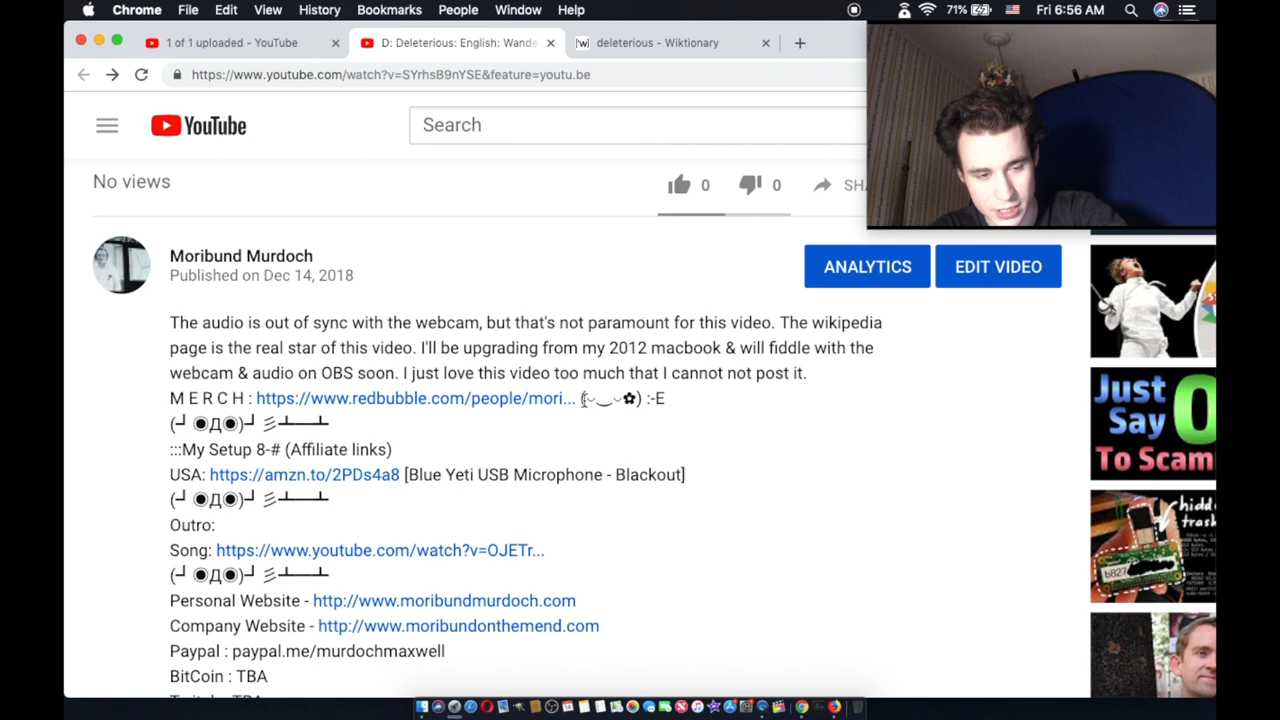 Chrome File Edit View History Bookmarks People Window Help 71% Fri 6:56 AM
1 of 1 uploaded - YouTube D: Deleterious: English: Wande deleterious - Wiktionary
https://www.youtube.com/watch?v=SYrhsB9nYSE&feature=youtu.be
YouTube Search
No views 0 0 SHA
Moribund Murdoch
Published on Dec 14, 2018
ANALYTICS EDIT VIDEO
The audio is out of sync with the webcam, but that's not paramount for this video. The wikipedia
page is the real star of this video. I'll be upgrading from my 2012 macbook & will fiddle with the
webcam & audio on OBS soon. I just love this video too much that I cannot not post it.
M E R C H : https://www.redbubble.com/people/mori... :-E
(┘◉Д◉)┘彡┻━┻
:::My Setup 8-# (Affiliate links)
USA: https://amzn.to/2PDs4a8 [Blue Yeti USB Microphone - Blackout]
(┘◉Д◉)┘彡┻━┻
Outro:
Song: https://www.youtube.com/watch?v=OJETr...
(┘◉Д◉)┘彡┻━┻
Personal Website - http://www.moribundmurdoch.com
Company Website - http://www.moribundonthemend.com
Paypal : paypal.me/murdochmaxwell
BitCoin : TBA
Just
Say
To Scam
hidd
trash
b827